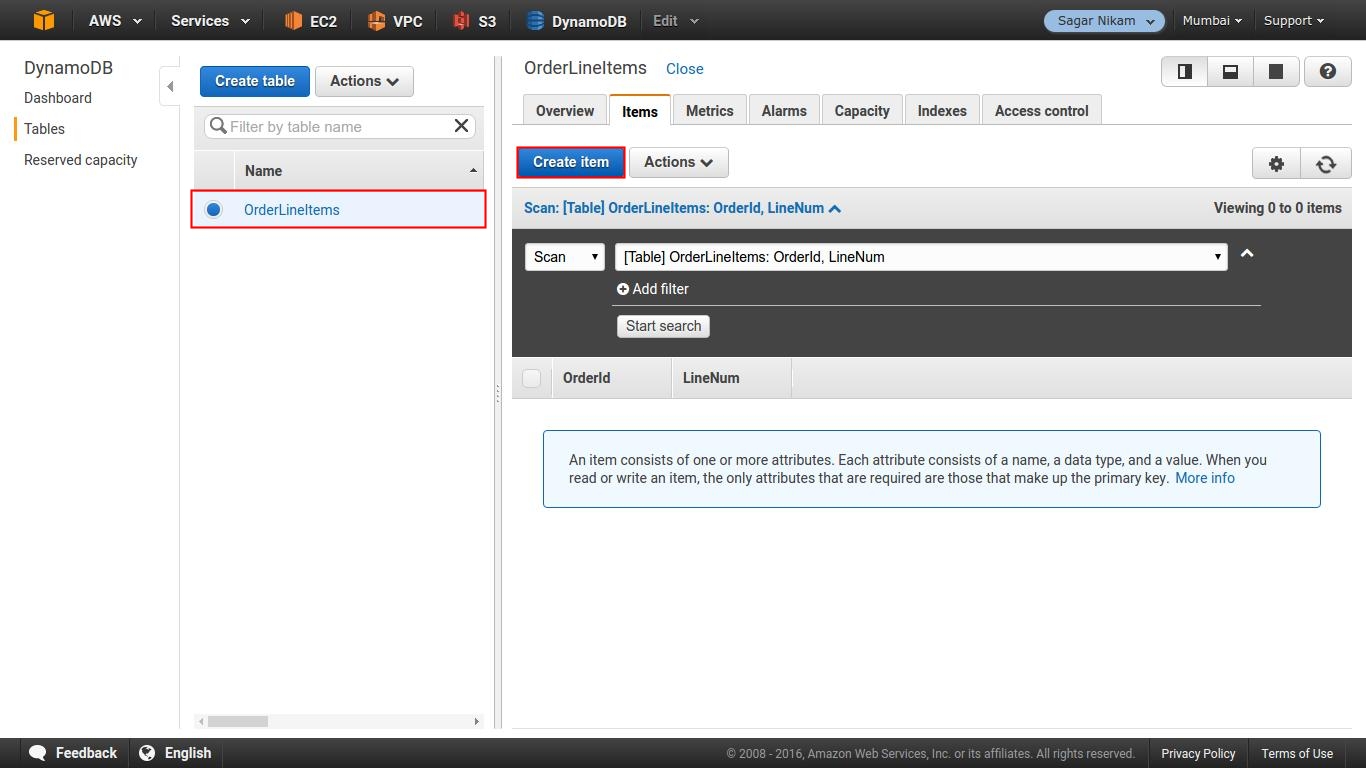 AWS Services EC2 VPC S3 DynamoDB Edit Sagar Nikam Mumbai Support
DynamoDB
Dashboard
Tables
Reserved capacity
Create table Actions
Filter by table name
Name
OrderLineItems
OrderLineItems Close
Overview Items Metrics Alarms Capacity Indexes Access control
Create item Actions
Scan: [Table] OrderLineItems: OrderId, LineNum Viewing 0 to 0 items
Scan [Table] OrderLineItems: OrderId, LineNum
Add filter
Start search
OrderId LineNum
An item consists of one or more attributes. Each attribute consists of a name, a data type, and a value. When you
read or write an item, the only attributes that are required are those that make up the primary key. More info
Feedback English © 2008 - 2016, Amazon Web Services, Inc. or its affiliates. All rights reserved. Privacy Policy Terms of Use